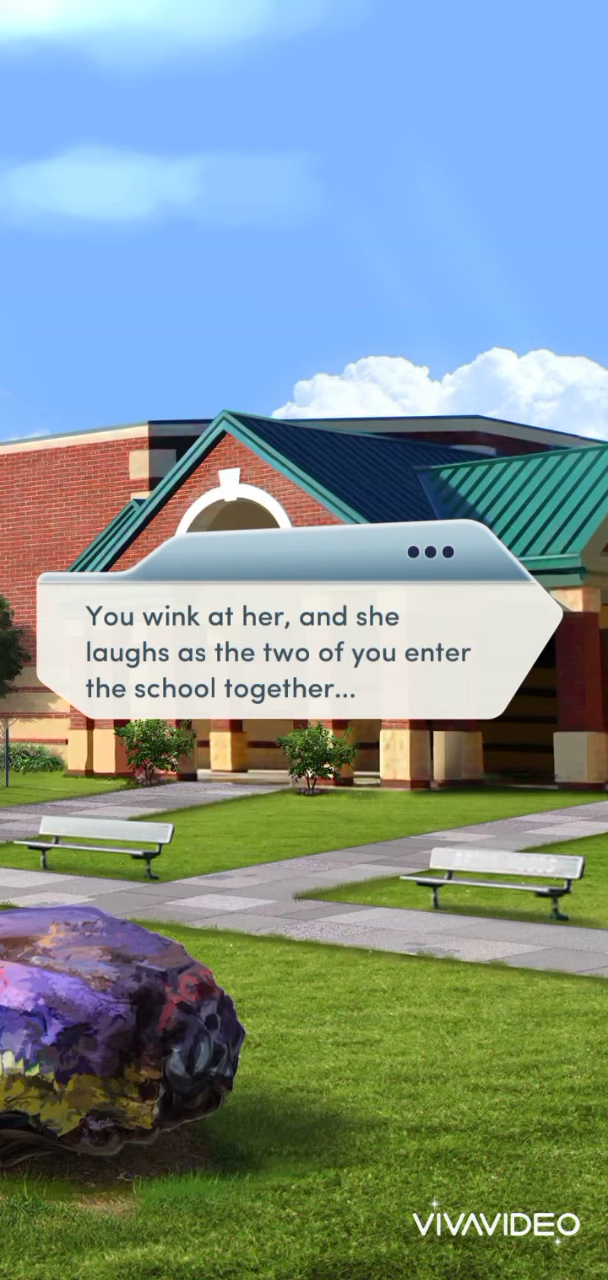 You wink at her, and she
laughs as the two of you enter
the school together...
VIVAVIDEO